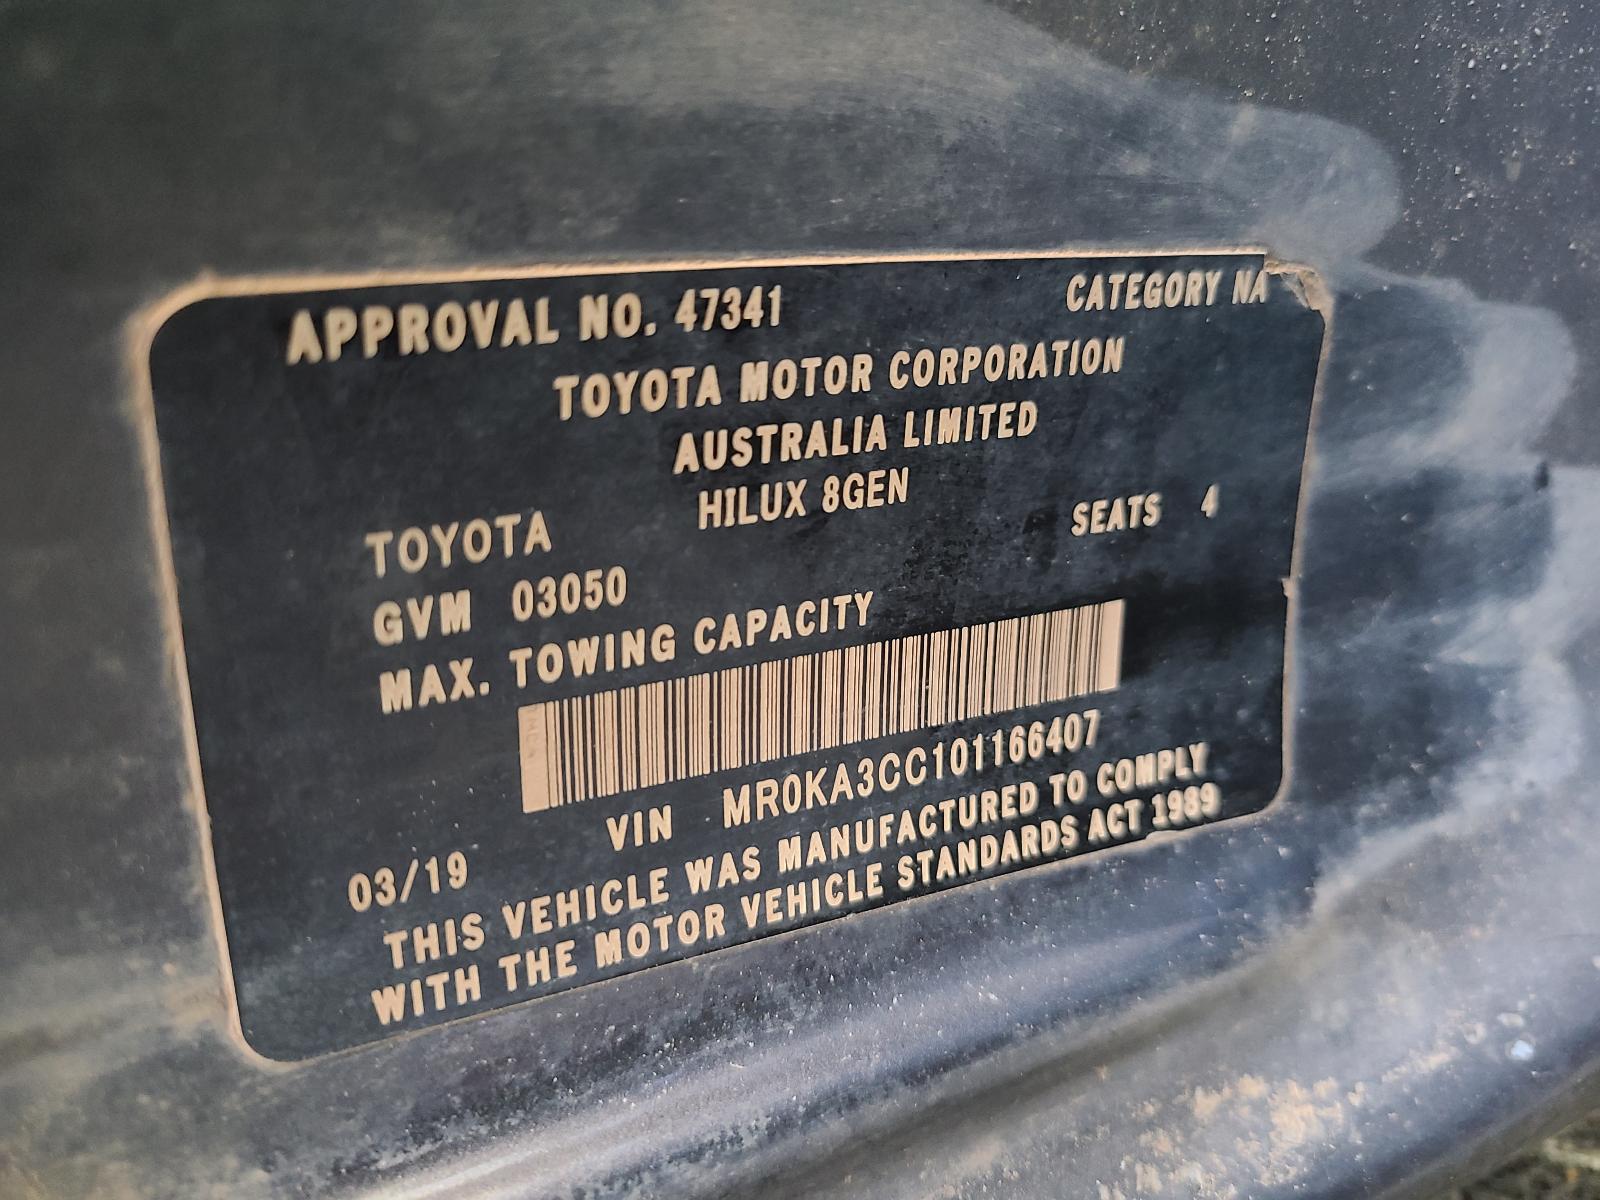 APPROVAL NO. 47341 CATEGORY NA
TOYOTA MOTOR CORPORATION
AUSTRALIA LIMITED
TOYOTA HILUX 8GEN
GVM 03050 SEATS 4
MAX. TOWING CAPACITY
03/19 VIN MR0KA3CC101166407
THIS VEHICLE WAS MANUFACTURED TO COMPLY
WITH THE MOTOR VEHICLE STANDARDS ACT 1989